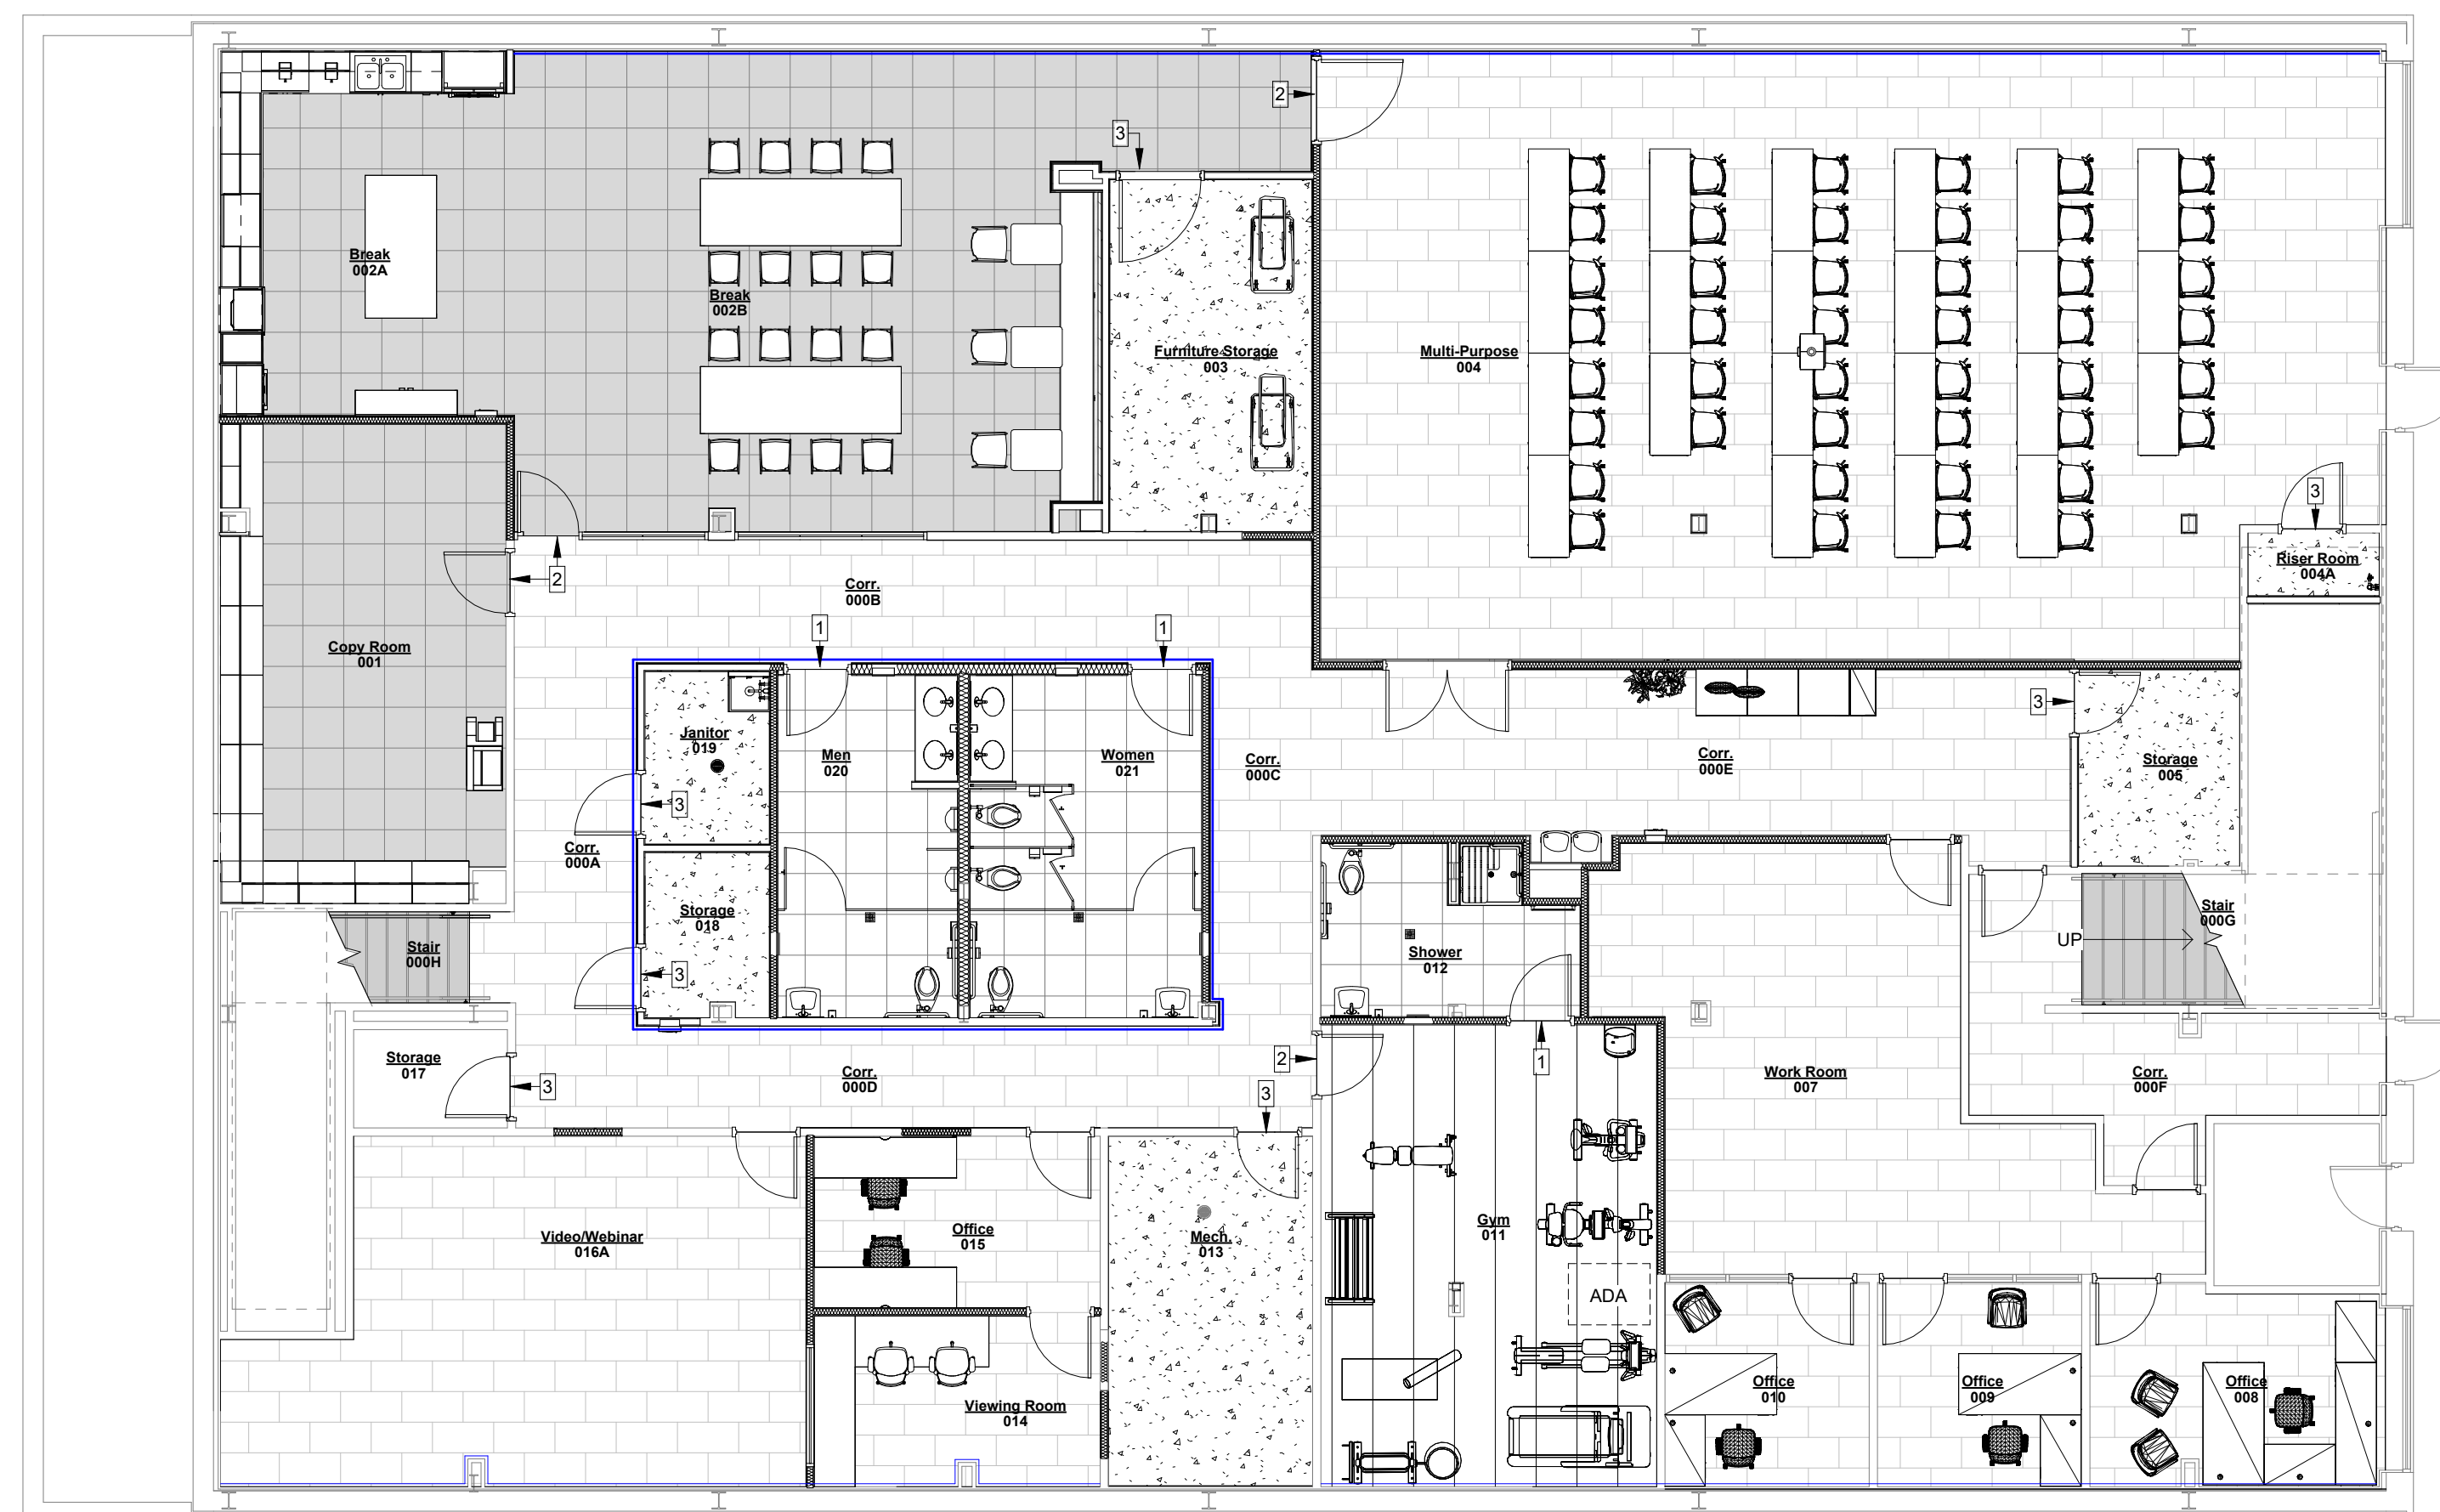 2
3
Break
002A
Break
002B
Furniture Storage
003
Multi-Purpose
004
3
Riser Room
004A
2
Corr.
000B
1
1
Copy Room
001
3
Janitor
019
Men
020
Women
021
Corr.
000C
Corr.
000E
Storage
005
3
Corr.
000A
Storage
018
Stair
000H
Shower
012
Stair
000G
UP
3
Storage
017
3
Corr.
000D
2
1
3
Work Room
007
Corr.
000F
Video/Webinar
016A
Office
015
Mech.
013
Gym
011
ADA
Viewing Room
014
Office
010
Office
009
Office
008